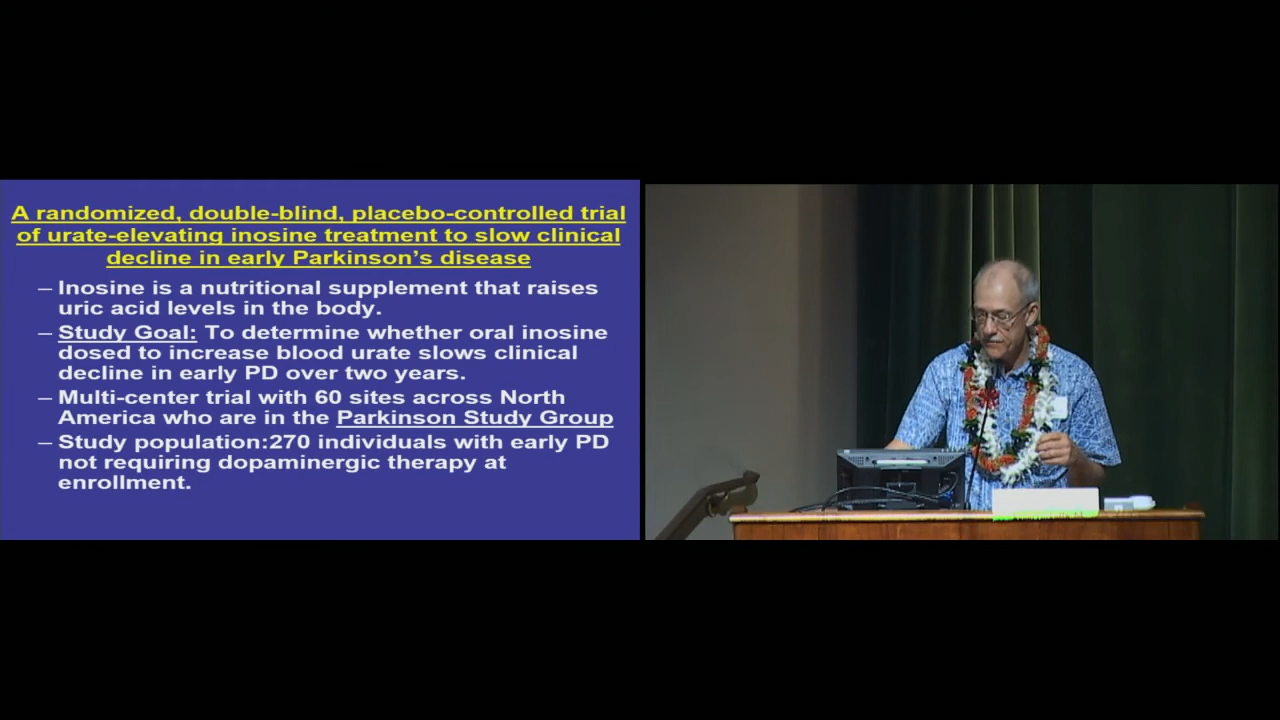 A randomized, double-blind, placebo-controlled trial
of urate-elevating inosine treatment to slow clinical
decline in early Parkinson's disease
– Inosine is a nutritional supplement that raises
uric acid levels in the body.
– Study Goal: To determine whether oral inosine
dosed to increase blood urate slows clinical
decline in early PD over two years.
– Multi-center trial with 60 sites across North
America who are in the Parkinson Study Group
– Study population:270 individuals with early PD
not requiring dopaminergic therapy at
enrollment.